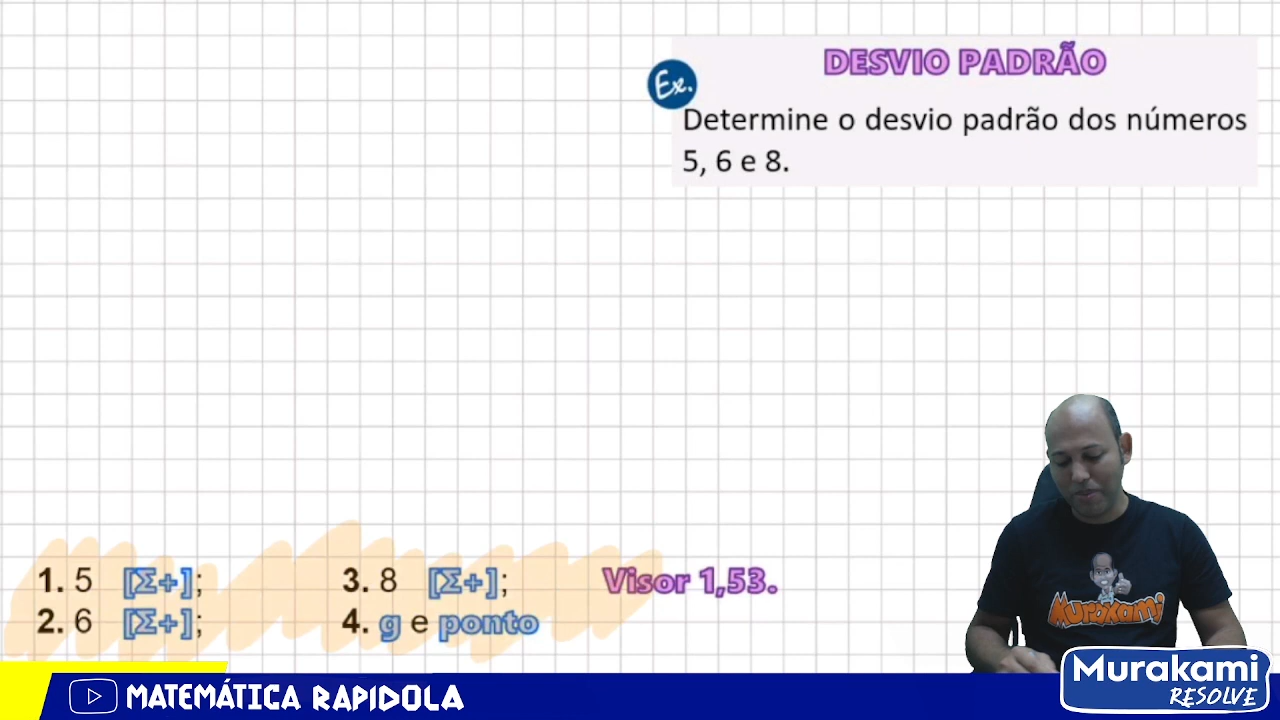 DESVIO PADRÃO
Ex.
Determine o desvio padrão dos números
5, 6 e 8.
1. 5 [Σ+];
2. 6 [Σ+];
3. 8 [Σ+];
4. g e ponto
Visor 1,53.
Murakami
MATEMÁTICA RAPIDOLA
Murakami
RESOLVE